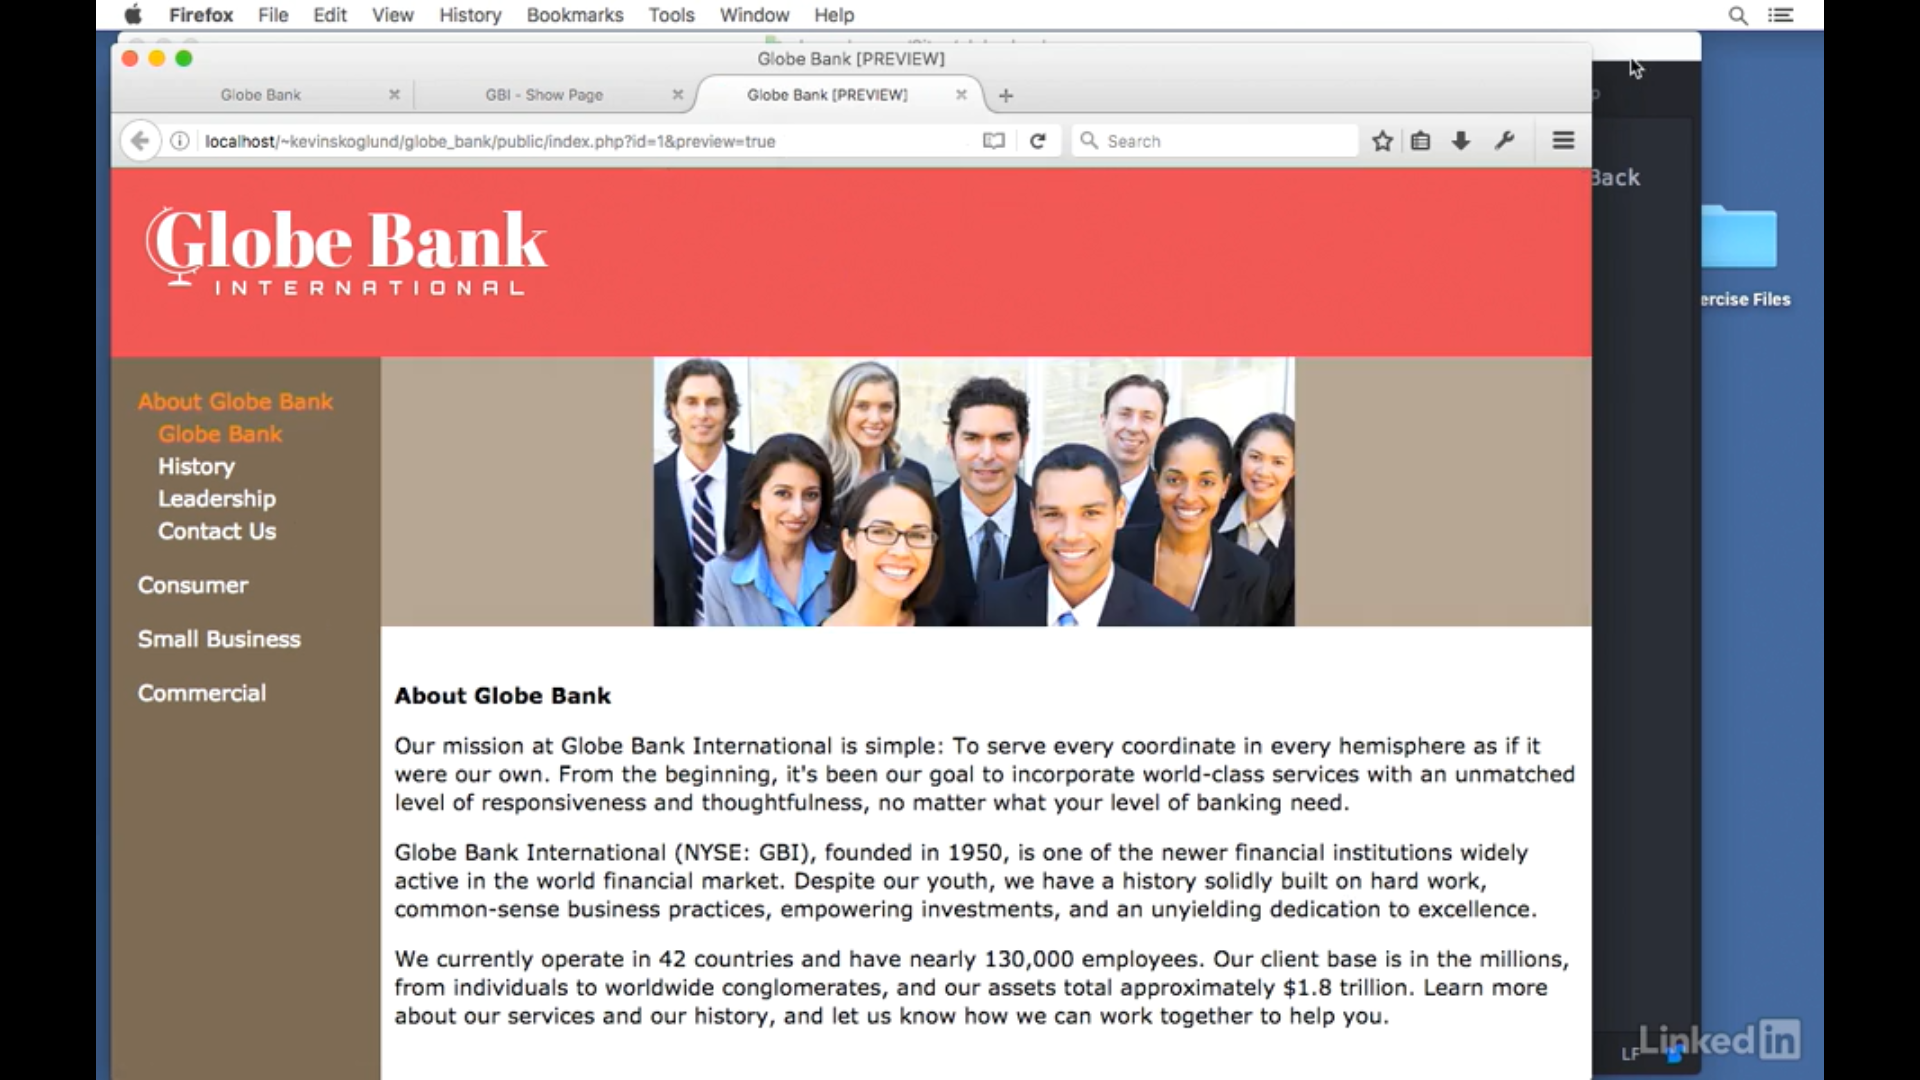 Firefox File Edit View History Bookmarks Tools Window Help
Globe Bank [PREVIEW]
Globe Bank
GBI - Show Page
Globe Bank [PREVIEW]
localhost/~kevinskoglund/globe_bank/public/index.php?id=1&preview=true
Search
Back
Globe Bank
INTERNATIONAL
ercise Files
About Globe Bank
Globe Bank
History
Leadership
Contact Us
Consumer
Small Business
Commercial
About Globe Bank
Our mission at Globe Bank International is simple: To serve every coordinate in every hemisphere as if it
were our own. From the beginning, it's been our goal to incorporate world-class services with an unmatched
level of responsiveness and thoughtfulness, no matter what your level of banking need.
Globe Bank International (NYSE: GBI), founded in 1950, is one of the newer financial institutions widely
active in the world financial market. Despite our youth, we have a history solidly built on hard work,
common-sense business practices, empowering investments, and an unyielding dedication to excellence.
We currently operate in 42 countries and have nearly 130,000 employees. Our client base is in the millions,
from individuals to worldwide conglomerates, and our assets total approximately $1.8 trillion. Learn more
about our services and our history, and let us know how we can work together to help you.
LF
Linked in